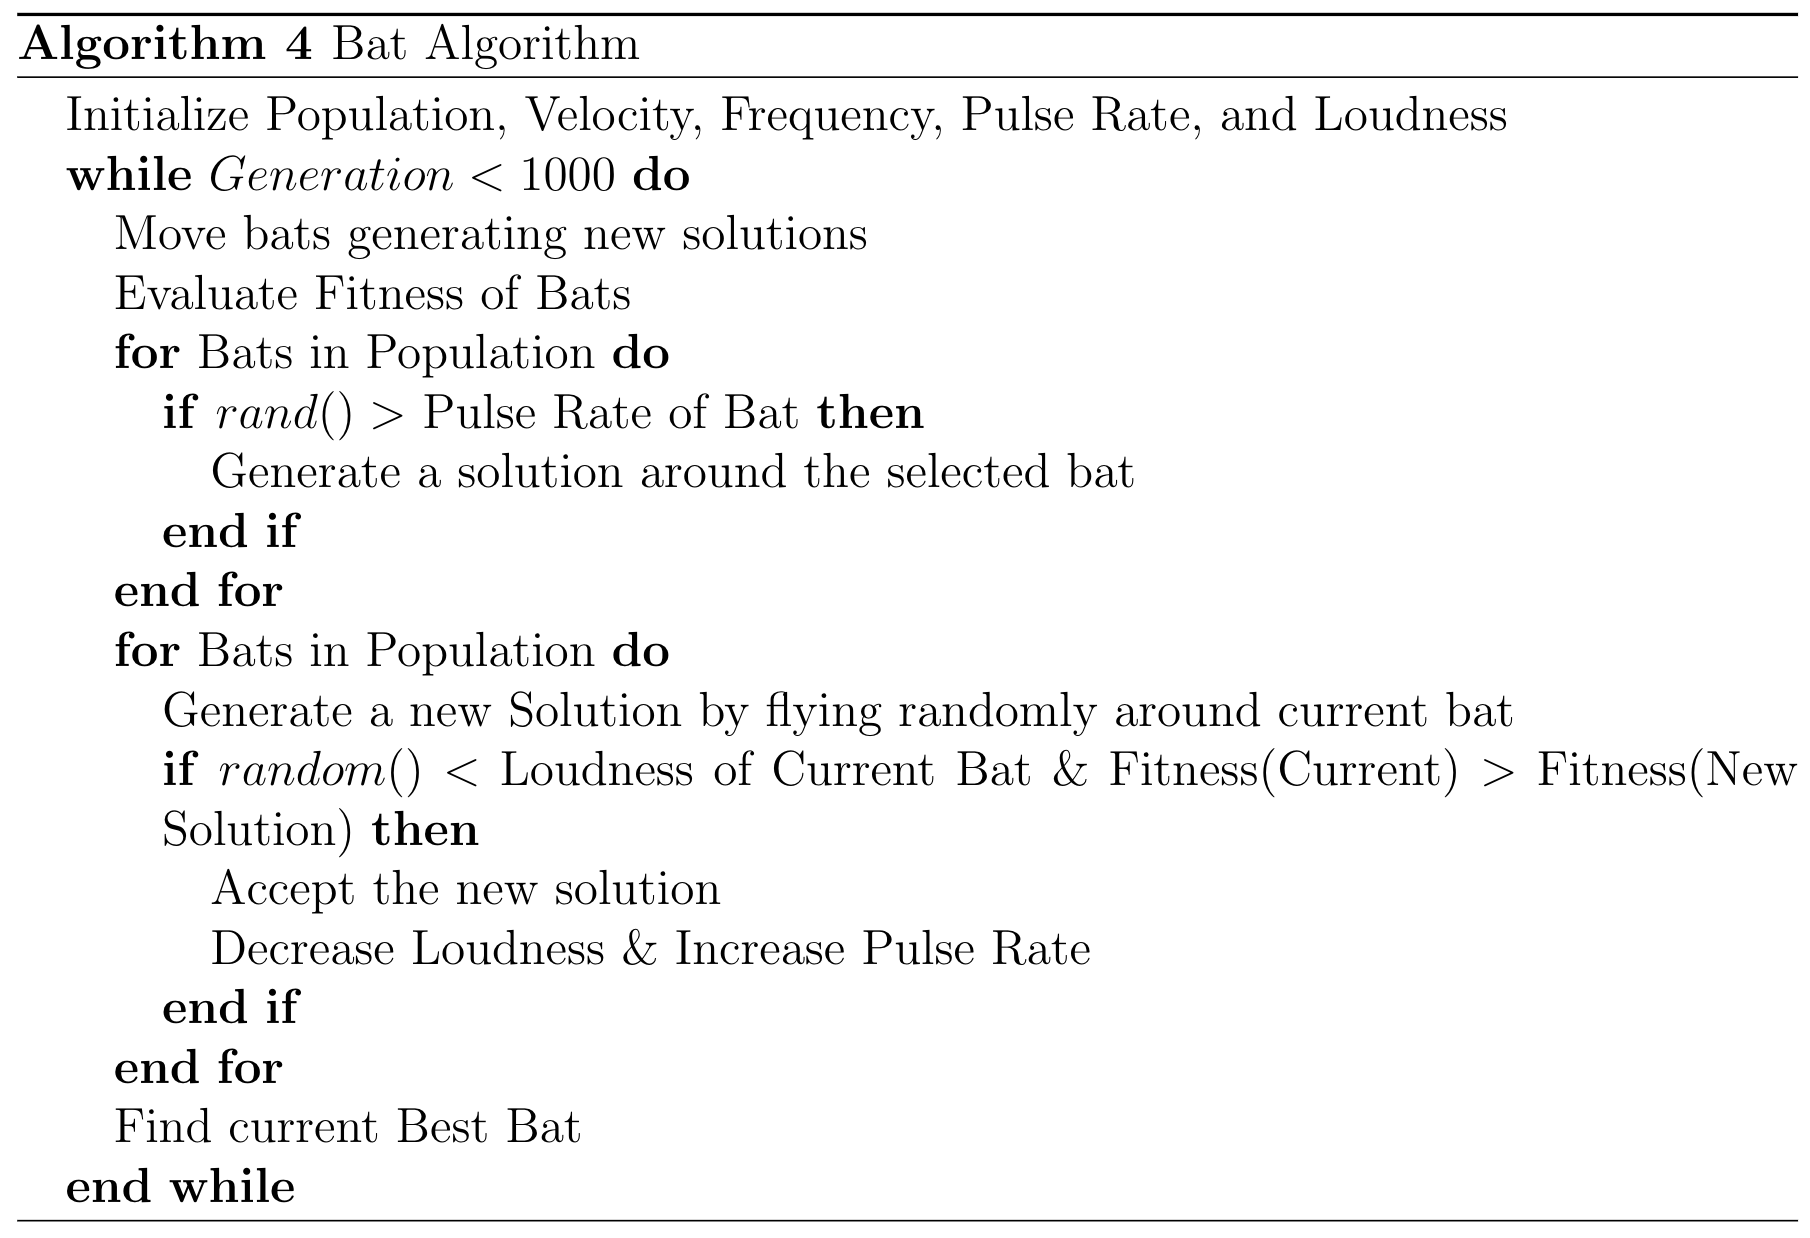 Algorithm 4 Bat Algorithm
Initialize Population, Velocity, Frequency, Pulse Rate, and Loudness
while Generation < 1000 do
Move bats generating new solutions
Evaluate Fitness of Bats
for Bats in Population do
if rand() > Pulse Rate of Bat then
Generate a solution around the selected bat
end if
end for
for Bats in Population do
Generate a new Solution by flying randomly around current bat
if random() < Loudness of Current Bat & Fitness(Current) > Fitness(New
Solution) then
Accept the new solution
Decrease Loudness & Increase Pulse Rate
end if
end for
Find current Best Bat
end while